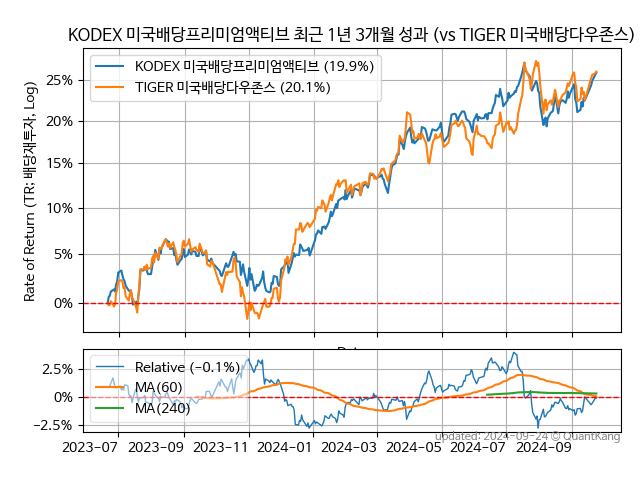 KODEX 미국배당프리미엄액티브 최근 1년 3개월 성과 (vs TIGER 미국배당다우존스)
KODEX 미국배당프리미엄액티브 (19.9%)
TIGER 미국배당다우존스 (20.1%)
Rate of Return (TR: 배당재투자, Log)
25%
20%
15%
10%
5%
0%
Relative (−0.1%)
MA(60)
MA(240)
2.5%
0.0%
−2.5%
2023-07
2023-09
2023-11
2024-01
2024-03
2024-05
2024-07
2024-09
updated: 2024-09-24 © QuantKang